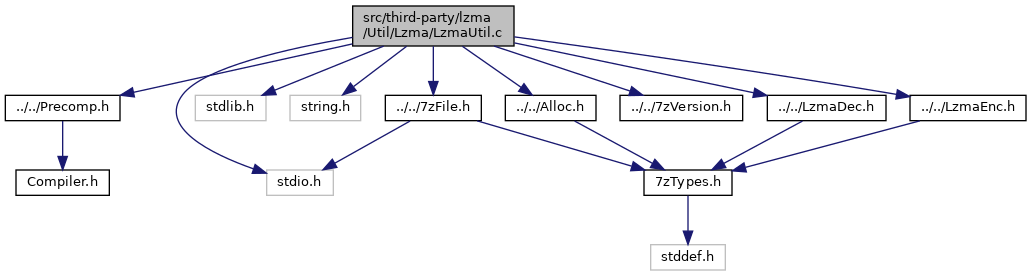 src/third-party/lzma
/Util/Lzma/LzmaUtil.c
../../Precomp.h
stdlib.h
string.h
../../7zFile.h
../../Alloc.h
../../7zVersion.h
../../LzmaDec.h
../../LzmaEnc.h
Compiler.h
stdio.h
7zTypes.h
stddef.h